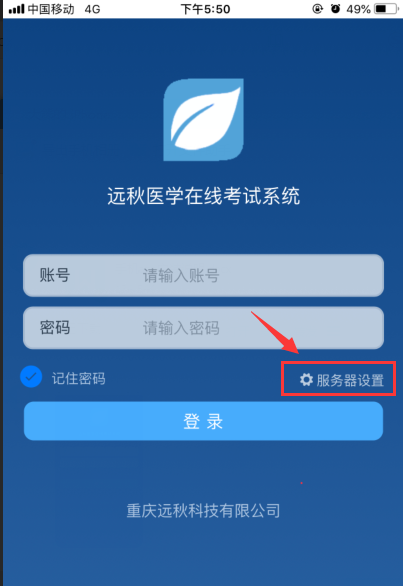 中国移动 4G 下午5:50 49%
远秋医学在线考试系统
账号 请输入账号
密码 请输入密码
记住密码 服务器设置
登 录
重庆远秋科技有限公司